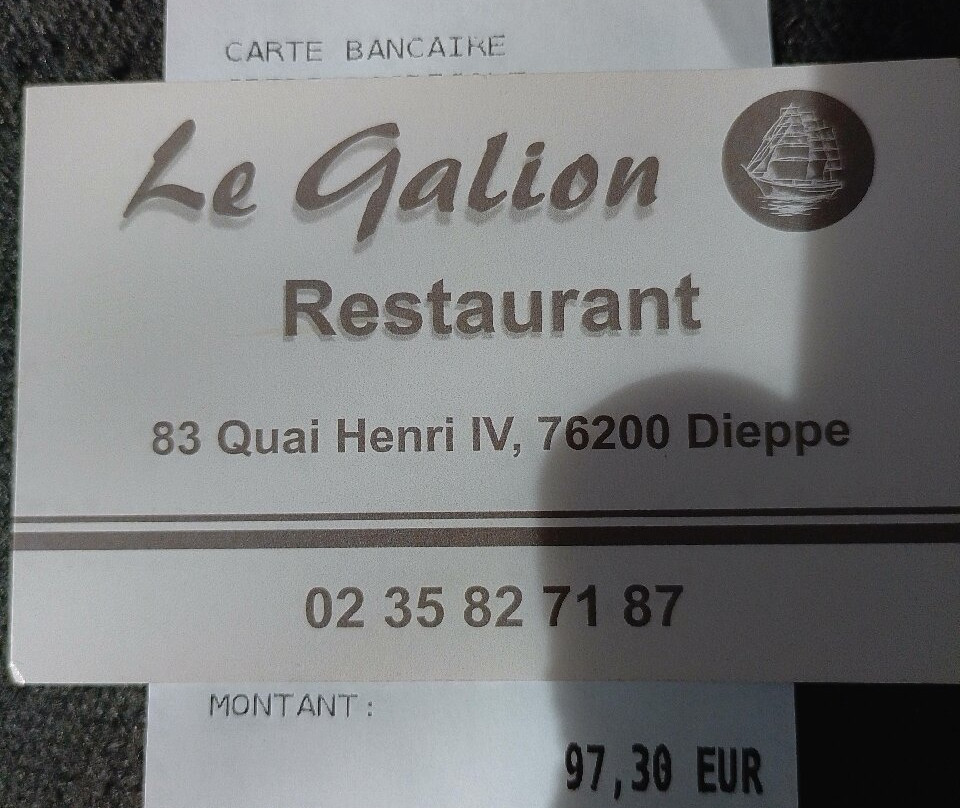 CARTE BANCAIRE
Le Galion
Restaurant
83 Quai Henri IV, 76200 Dieppe
02 35 82 71 87
MONTANT:
97,30 EUR